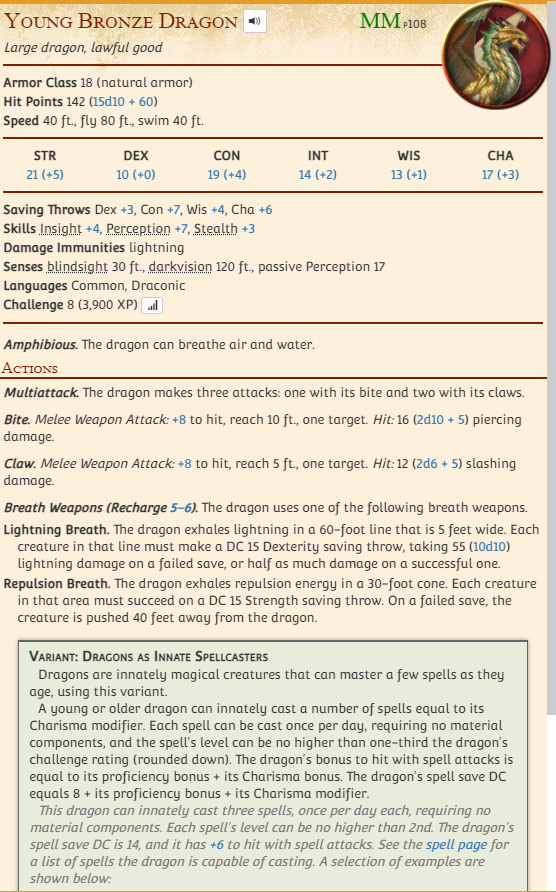 Young Bronze Dragon MM p108
Large dragon, lawful good
Armor Class 18 (natural armor)
Hit Points 142 (15d10 + 60)
Speed 40 ft., fly 80 ft., swim 40 ft.
STR DEX CON INT WIS CHA
21 (+5) 10 (+0) 19 (+4) 14 (+2) 13 (+1) 17 (+3)
Saving Throws Dex +3, Con +7, Wis +4, Cha +6
Skills Insight +4, Perception +7, Stealth +3
Damage Immunities lightning
Senses blindsight 30 ft., darkvision 120 ft., passive Perception 17
Languages Common, Draconic
Challenge 8 (3,900 XP)
Amphibious. The dragon can breathe air and water.
Actions
Multiattack. The dragon makes three attacks: one with its bite and two with its claws.
Bite. Melee Weapon Attack: +8 to hit, reach 10 ft., one target. Hit: 16 (2d10 + 5) piercing
damage.
Claw. Melee Weapon Attack: +8 to hit, reach 5 ft., one target. Hit: 12 (2d6 + 5) slashing
damage.
Breath Weapons (Recharge 5–6). The dragon uses one of the following breath weapons.
Lightning Breath. The dragon exhales lightning in a 60-foot line that is 5 feet wide. Each
creature in that line must make a DC 15 Dexterity saving throw, taking 55 (10d10)
lightning damage on a failed save, or half as much damage on a successful one.
Repulsion Breath. The dragon exhales repulsion energy in a 30-foot cone. Each creature
in that area must succeed on a DC 15 Strength saving throw. On a failed save, the
creature is pushed 40 feet away from the dragon.
Variant: Dragons as Innate Spellcasters
Dragons are innately magical creatures that can master a few spells as they
age, using this variant.
A young or older dragon can innately cast a number of spells equal to its
Charisma modifier. Each spell can be cast once per day, requiring no material
components, and the spell's level can be no higher than one-third the dragon's
challenge rating (rounded down). The dragon's bonus to hit with spell attacks is
equal to its proficiency bonus + its Charisma bonus. The dragon's spell save DC
equals 8 + its proficiency bonus + its Charisma modifier.
This dragon can innately cast three spells, once per day each, requiring no
material components. Each spell's level can be no higher than 2nd. The dragon's
spell save DC is 14, and it has +6 to hit with spell attacks. See the spell page for
a list of spells the dragon is capable of casting. A selection of examples are
shown below: